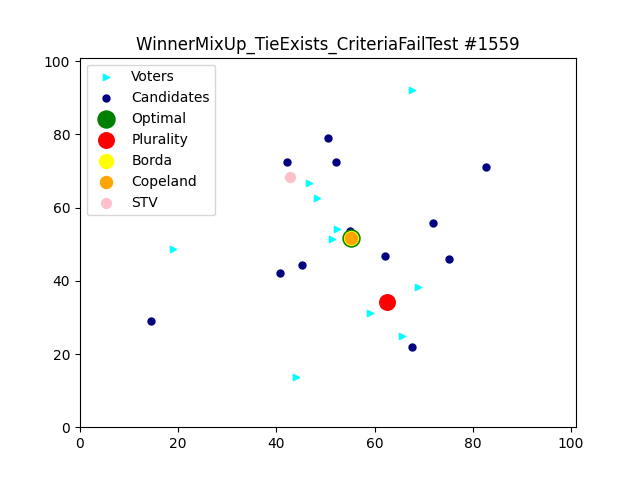 WinnerMixUp_TieExists_CriteriaFailTest #1559
100
80
60
40
20
0
Voters
Candidates
Optimal
Plurality
Borda
Copeland
STV
0 20 40 60 80 100